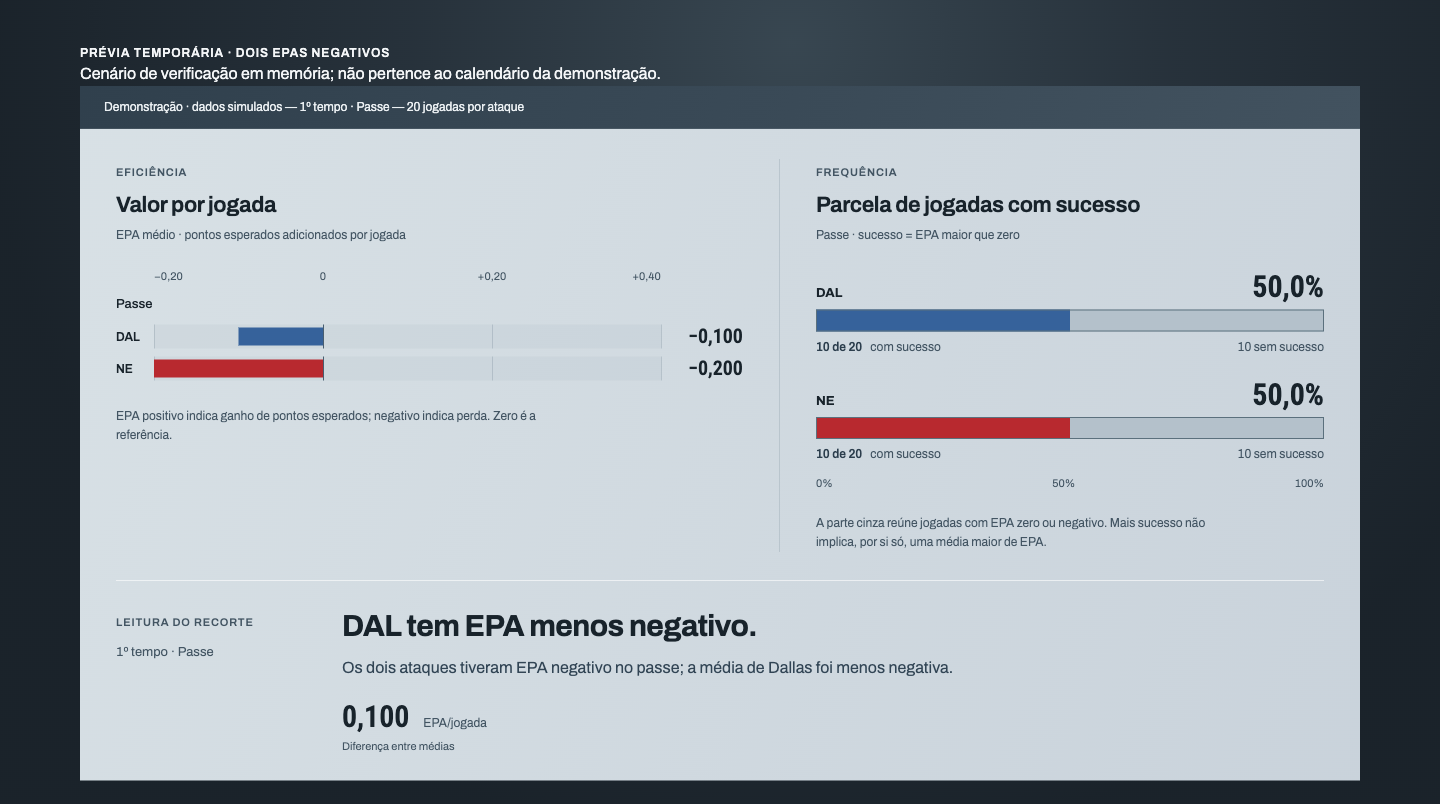 PRÉVIA TEMPORÁRIA · DOIS EPAS NEGATIVOS
Cenário de verificação em memória; não pertence ao calendário da demonstração.
Demonstração · dados simulados — 1º tempo · Passe — 20 jogadas por ataque
EFICIÊNCIA
Valor por jogada
EPA médio · pontos esperados adicionados por jogada
−0,20 0 +0,20 +0,40
Passe
DAL −0,100
NE −0,200
EPA positivo indica ganho de pontos esperados; negativo indica perda. Zero é a
referência.
FREQUÊNCIA
Parcela de jogadas com sucesso
Passe · sucesso = EPA maior que zero
DAL 50,0%
10 de 20 com sucesso 10 sem sucesso
NE 50,0%
10 de 20 com sucesso 10 sem sucesso
0% 50% 100%
A parte cinza reúne jogadas com EPA zero ou negativo. Mais sucesso não
implica, por si só, uma média maior de EPA.
LEITURA DO RECORTE
1º tempo · Passe
DAL tem EPA menos negativo.
Os dois ataques tiveram EPA negativo no passe; a média de Dallas foi menos negativa.
0,100 EPA/jogada
Diferença entre médias